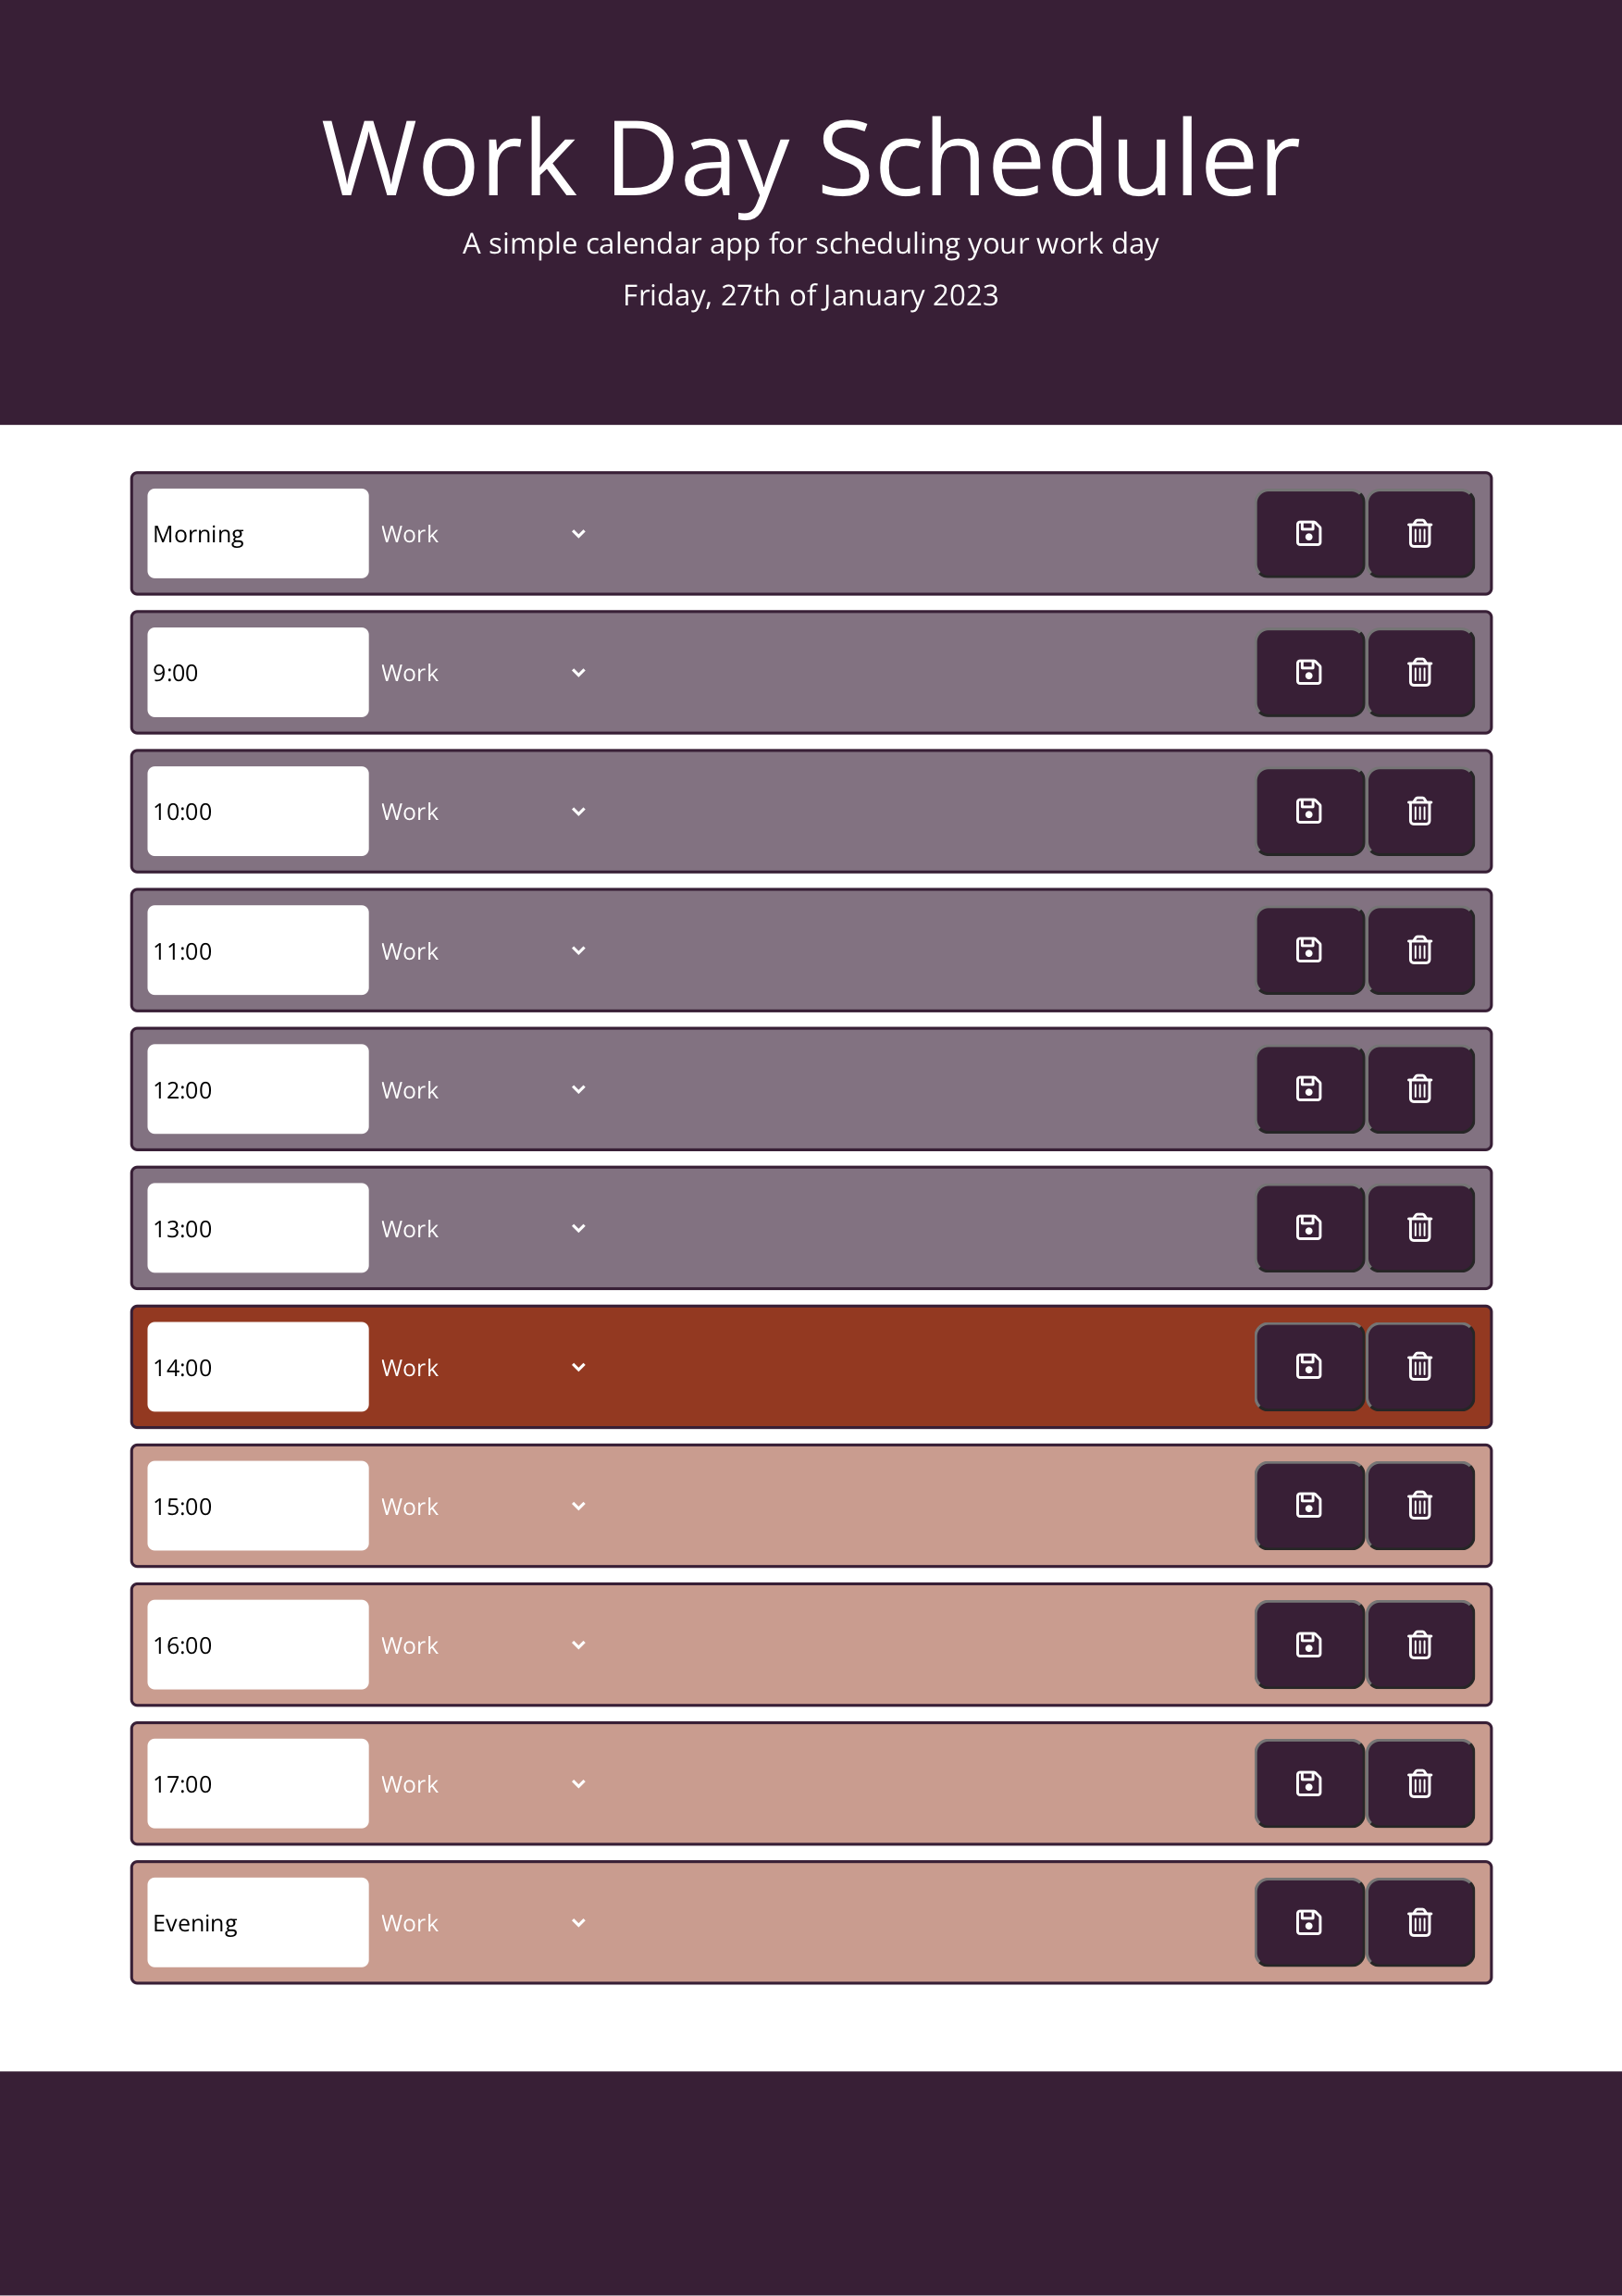 Work Day Scheduler
A simple calendar app for scheduling your work day
Friday, 27th of January 2023
Morning Work
9:00 Work
10:00 Work
11:00 Work
12:00 Work
13:00 Work
14:00 Work
15:00 Work
16:00 Work
17:00 Work
Evening Work